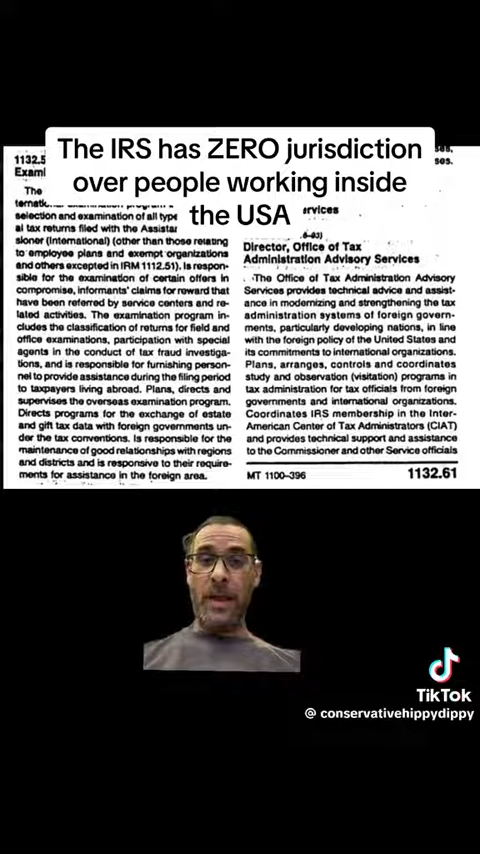 The IRS has ZERO jurisdiction
over people working inside
the USA
1132.5
Exami
The
selection and examination of all type
al tax returns filed with the Assistan
sioner (International) (other than those relating
to employee plans and exempt organizations
and others excepted in IRM 1112.51). Is respon-
sible for the examination of certain offers in
compromise, informants' claims for reward that
have been referred by service centers and re-
lated activities. The examination program in-
cludes the classification of returns for field and
office examinations, participation with special
agents in the conduct of tax fraud investiga-
tions, and is responsible for furnishing person-
nel to provide assistance during the filing period
to taxpayers living abroad. Plans, directs and
supervises the overseas examination program.
Directs programs for the exchange of estate
and gift tax data with foreign governments un-
der the tax conventions. Is responsible for the
maintenance of good relationships with regions
and districts and is responsive to their require-
ments for assistance in the foreign area.
ses.
rvices
Director, Office of Tax
Administration Advisory Services
The Office of Tax Administration Advisory
Services provides technical advice and assist-
ance in modernizing and strengthening the tax
administration systems of foreign govern-
ments, particularly developing nations, in line
with the foreign policy of the United States and
its commitments to international organizations.
Plans, arranges, controls and coordinates
study and observation (visitation) programs in
tax administration for tax officials from foreign
governments and international organizations.
Coordinates IRS membership in the Inter-
American Center of Tax Administrators (CIAT)
and provides technical support and assistance
to the Commissioner and other Service officials
MT 1100–396
1132.61
TikTok
@ conservativehippydippy